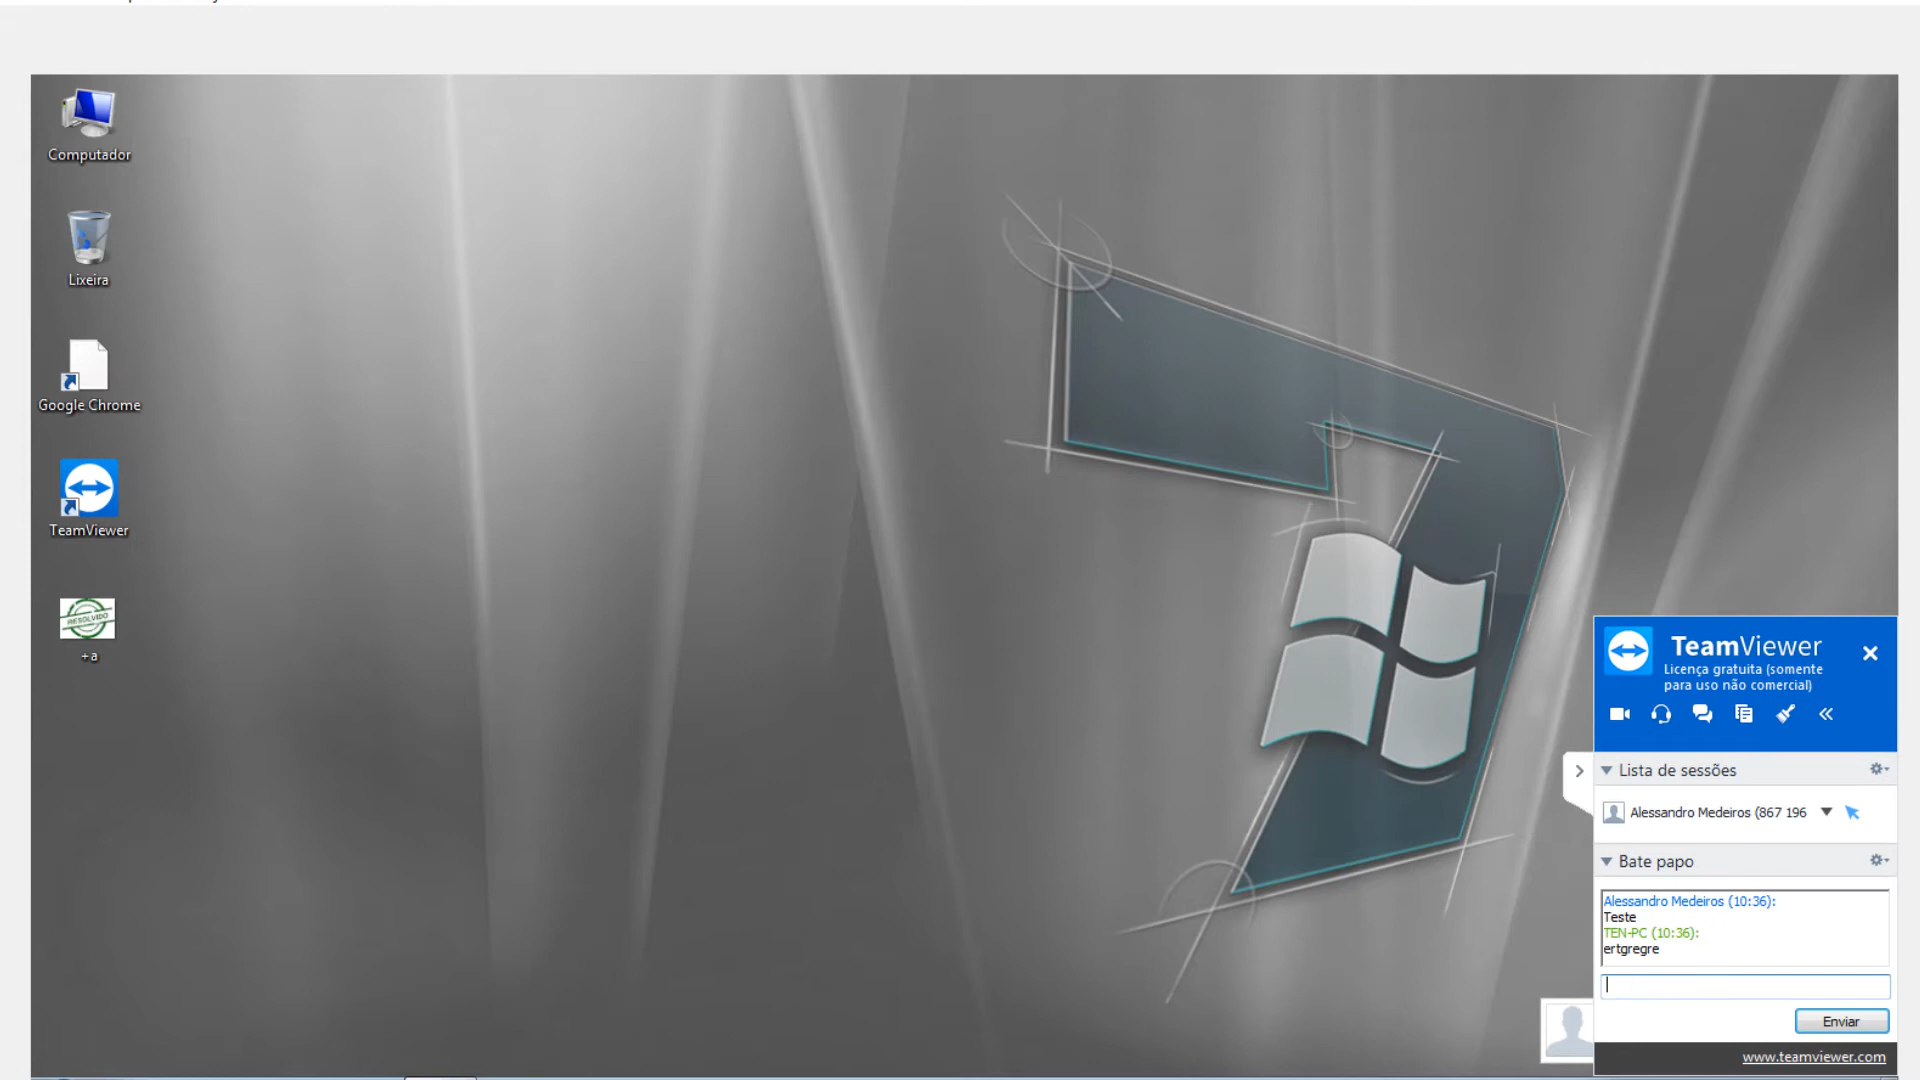 Computador
Lixeira
Google Chrome
TeamViewer
RESOLVIDO
+a
TeamViewer
Licença gratuita (somente
para uso não comercial)
Lista de sessões
Alessandro Medeiros (867 196
Bate papo
Alessandro Medeiros (10:36):
Teste
TEN-PC (10:36):
ertgregre
Enviar
www.teamviewer.com